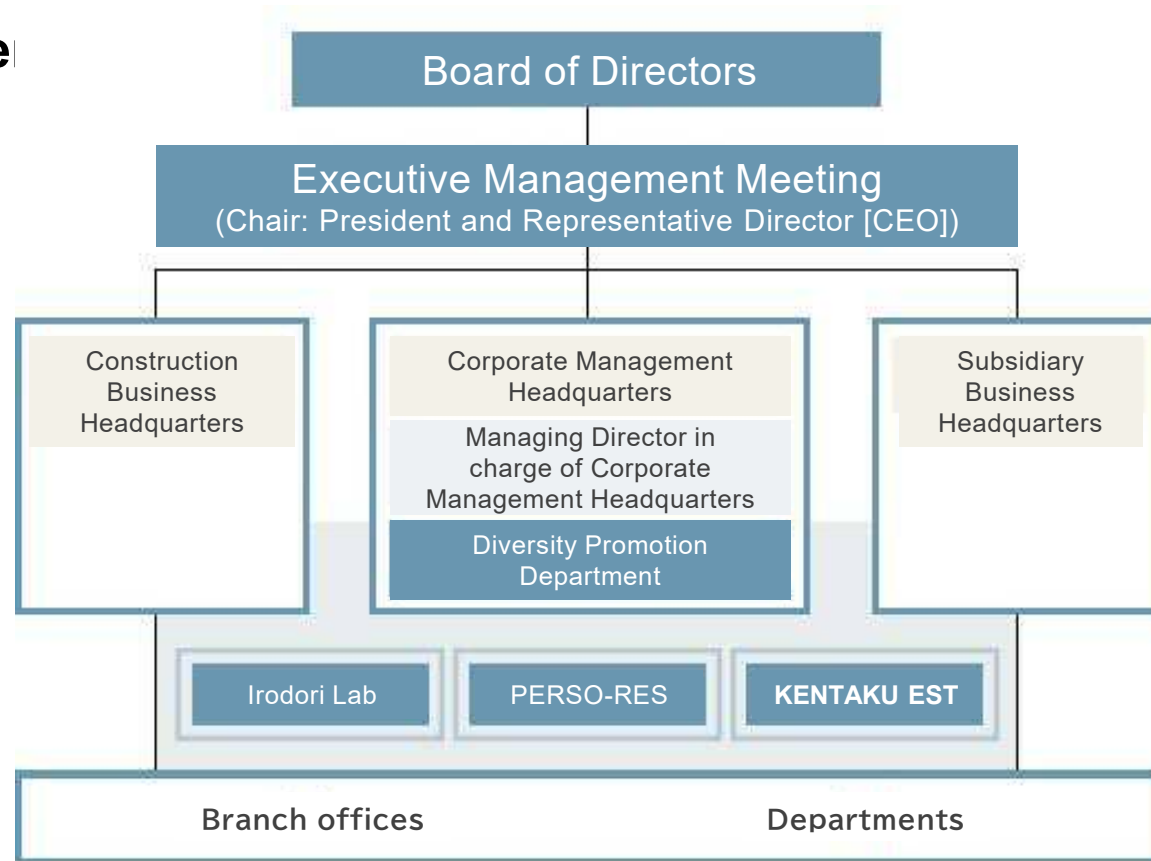 Board of Directors
Executive Management Meeting
(Chair: President and Representative Director [CEO])
Construction
Business
Headquarters
Corporate Management
Headquarters
Managing Director in
charge of Corporate
Management Headquarters
Diversity Promotion
Department
Subsidiary
Business
Headquarters
Irodori Lab
PERSO-RES
KENTAKU EST
Branch offices
Departments